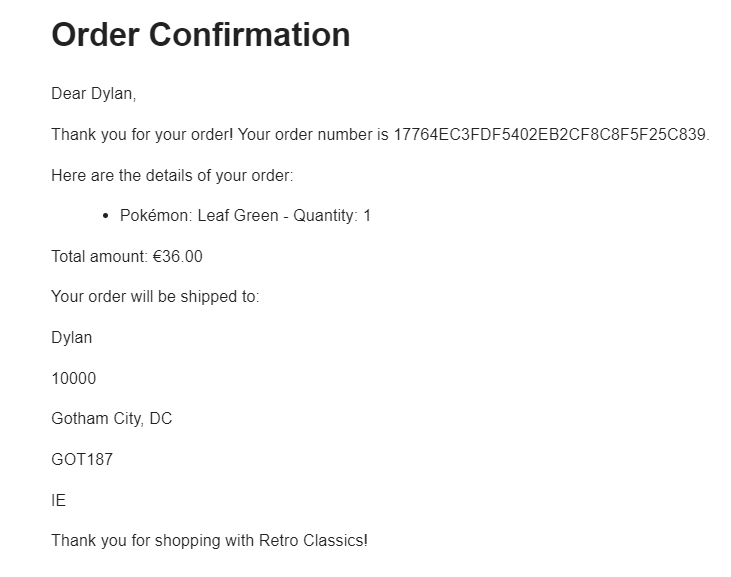 Order Confirmation
Dear Dylan,
Thank you for your order! Your order number is 17764EC3FDF5402EB2CF8C8F5F25C839.
Here are the details of your order:
• Pokémon: Leaf Green - Quantity: 1
Total amount: €36.00
Your order will be shipped to:
Dylan
10000
Gotham City, DC
GOT187
IE
Thank you for shopping with Retro Classics!